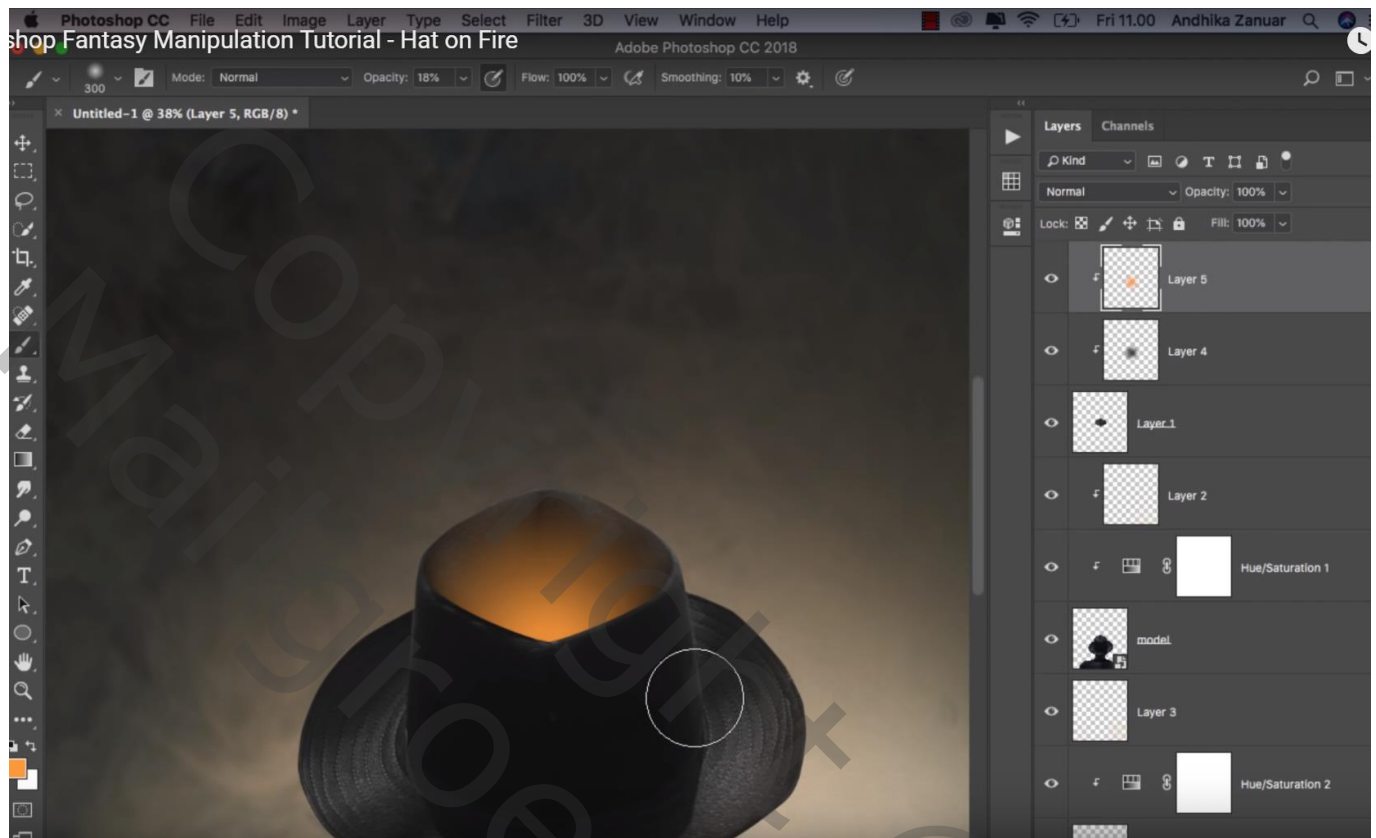 Photoshop CC File Edit Image Layer Type Select Filter 3D View Window Help Fri 11.00 Andhika Zanuar
shop Fantasy Manipulation Tutorial - Hat on Fire
Adobe Photoshop CC 2018
300 Mode: Normal Opacity: 18% Flow: 100% Smoothing: 10%
× Untitled-1 @ 38% (Layer 5, RGB/8) *
Layers Channels
Kind
Normal Opacity: 100%
Lock: Fill: 100%
Layer 5
Layer 4
Layer 1
Layer 2
Hue/Saturation 1
model
Layer 3
Hue/Saturation 2
Copyright